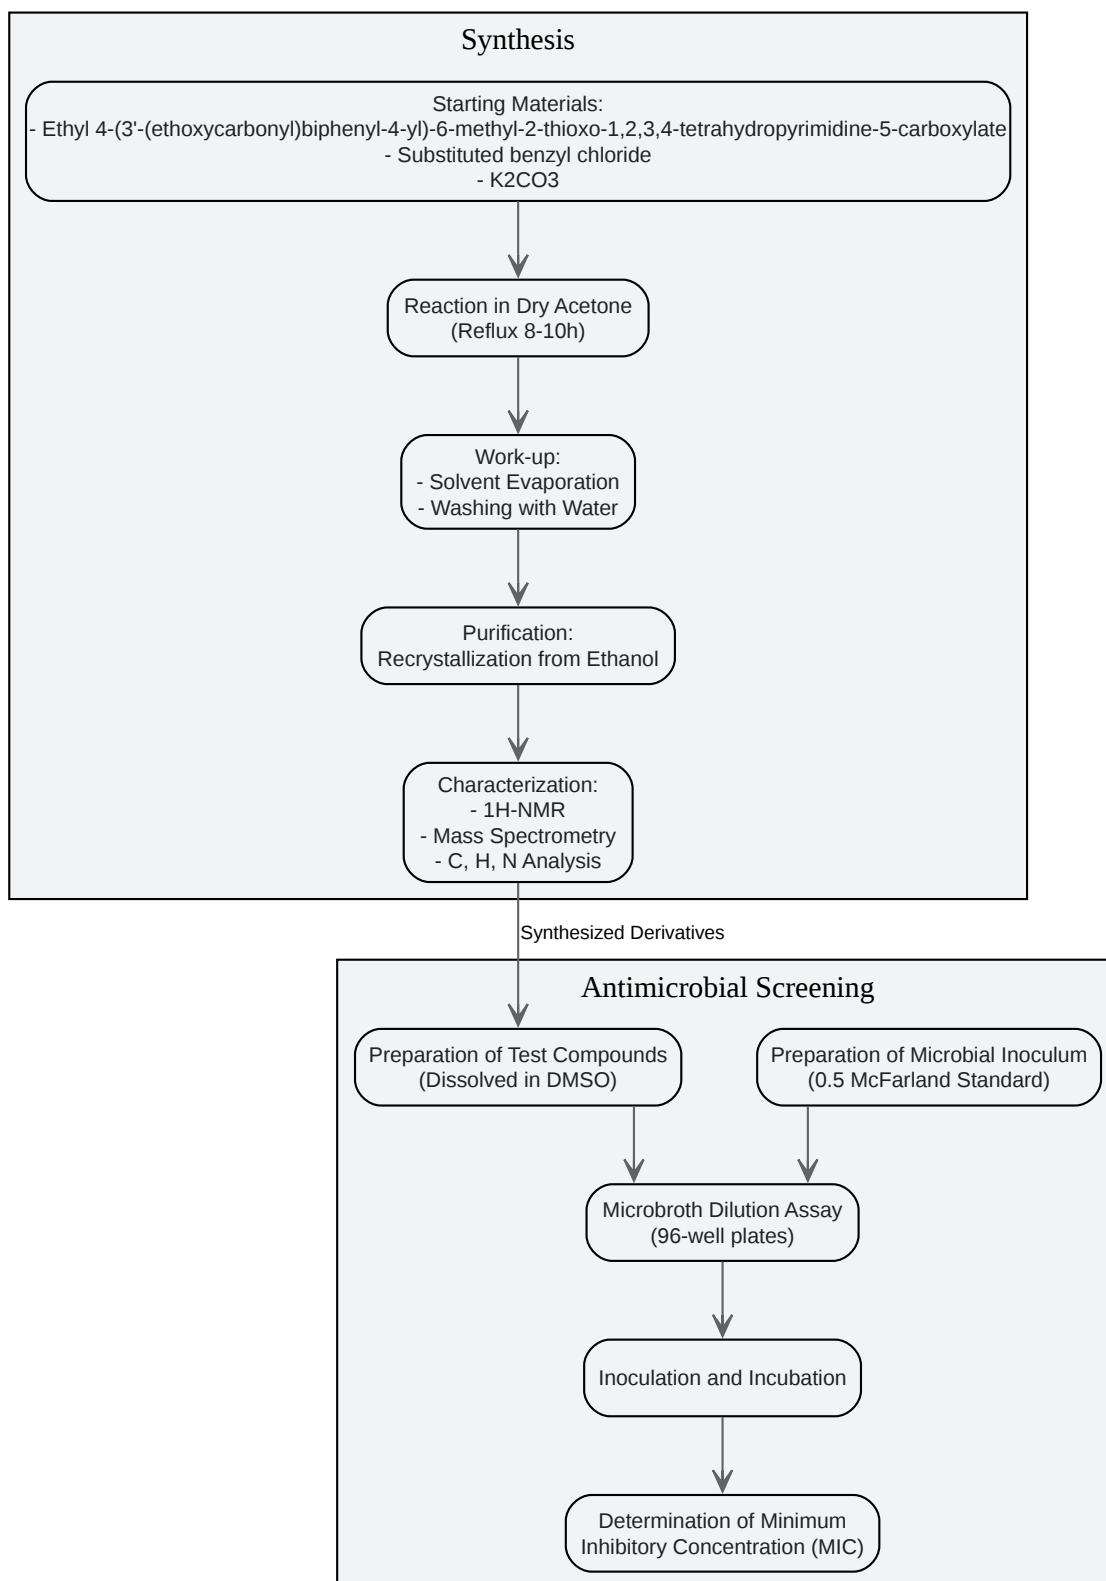 Synthesis
Starting Materials:
- Ethyl 4-(3'-(ethoxycarbonyl)biphenyl-4-yl)-6-methyl-2-thioxo-1,2,3,4-tetrahydropyrimidine-5-carboxylate
- Substituted benzyl chloride
- K2CO3
Reaction in Dry Acetone
(Reflux 8-10h)
Work-up:
- Solvent Evaporation
- Washing with Water
Purification:
Recrystallization from Ethanol
Characterization:
- 1H-NMR
- Mass Spectrometry
- C, H, N Analysis
Synthesized Derivatives
Antimicrobial Screening
Preparation of Test Compounds
(Dissolved in DMSO)
Preparation of Microbial Inoculum
(0.5 McFarland Standard)
Microbroth Dilution Assay
(96-well plates)
Inoculation and Incubation
Determination of Minimum
Inhibitory Concentration (MIC)